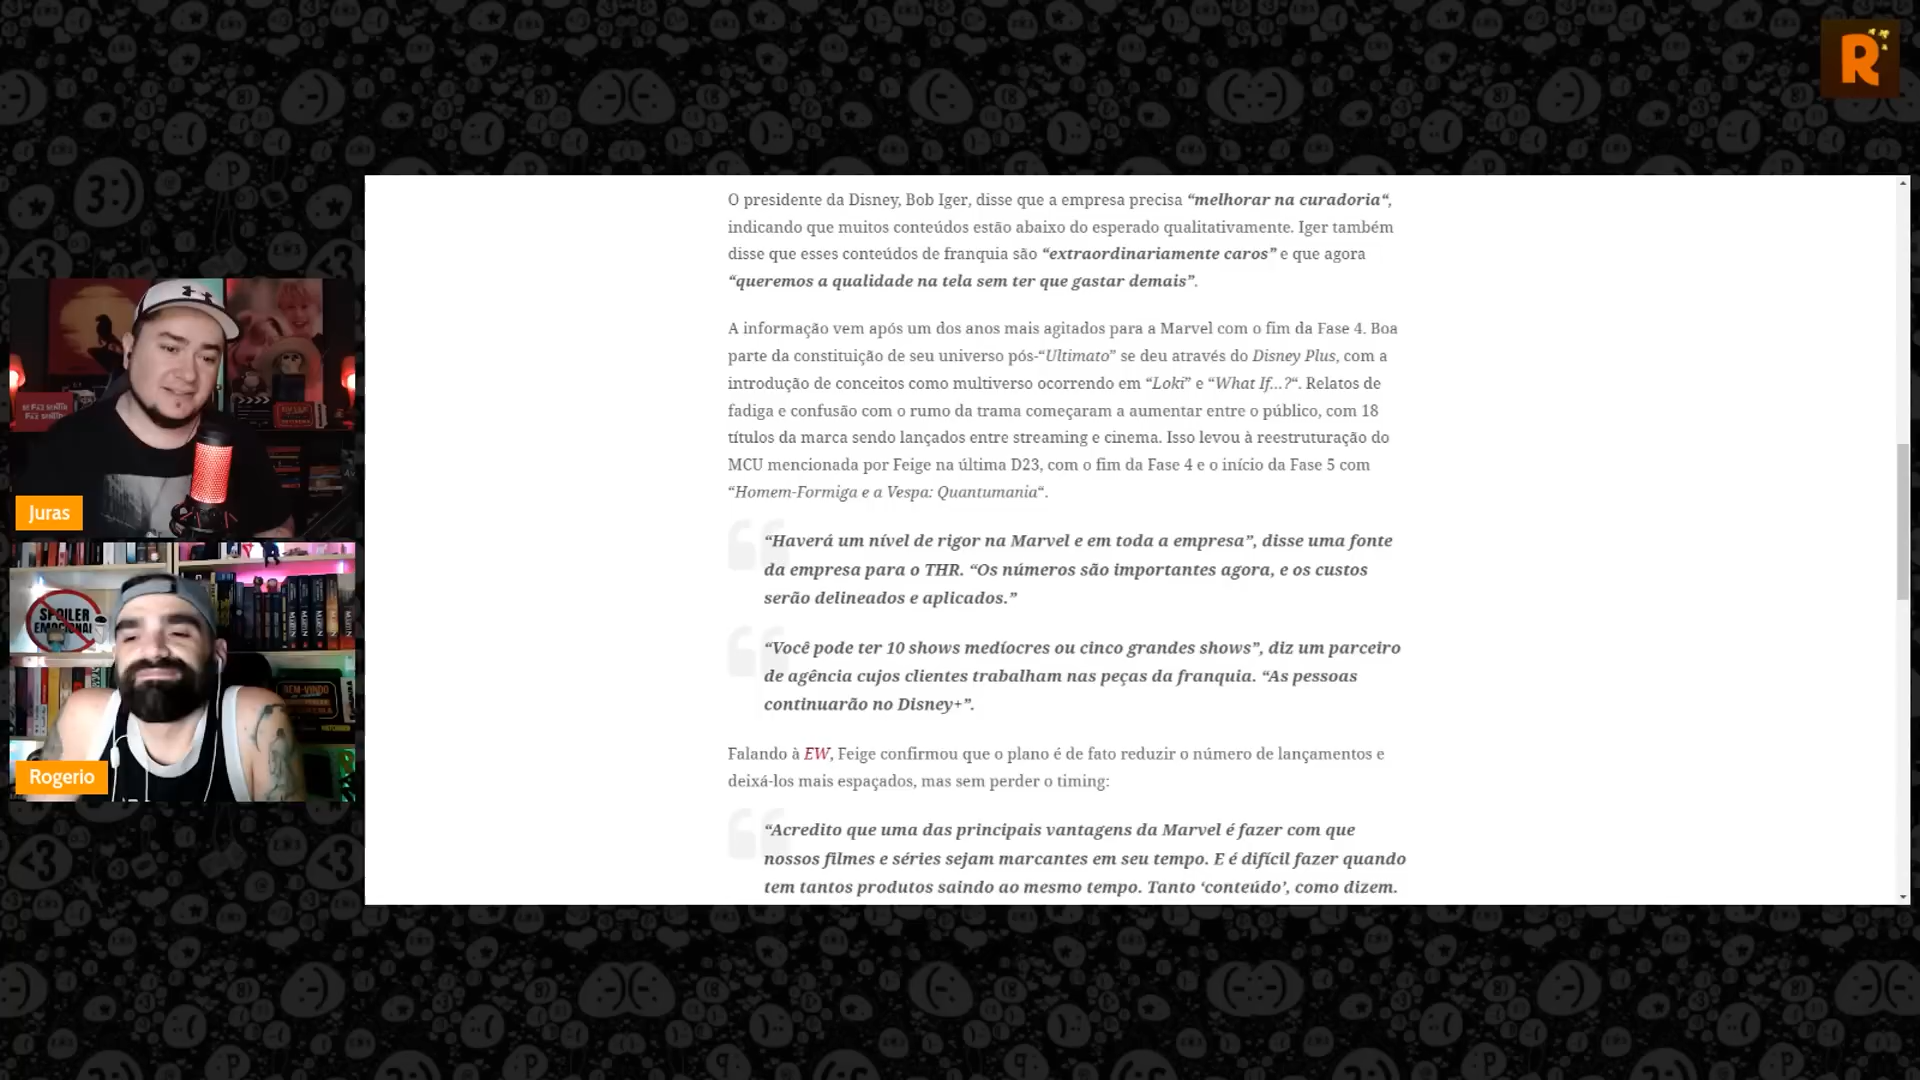 R
O presidente da Disney, Bob Iger, disse que a empresa precisa “melhorar na curadoria“,
indicando que muitos conteúdos estão abaixo do esperado qualitativamente. Iger também
disse que esses conteúdos de franquia são “extraordinariamente caros” e que agora
“queremos a qualidade na tela sem ter que gastar demais”.
A informação vem após um dos anos mais agitados para a Marvel com o fim da Fase 4. Boa
parte da constituição de seu universo pós-“Ultimato” se deu através do Disney Plus, com a
introdução de conceitos como multiverso ocorrendo em “Loki” e “What If…?“. Relatos de
fadiga e confusão com o rumo da trama começaram a aumentar entre o público, com 18
títulos da marca sendo lançados entre streaming e cinema. Isso levou à reestruturação do
MCU mencionada por Feige na última D23, com o fim da Fase 4 e o início da Fase 5 com
“Homem-Formiga e a Vespa: Quantumania“.
“Haverá um nível de rigor na Marvel e em toda a empresa”, disse uma fonte
da empresa para o THR. “Os números são importantes agora, e os custos
serão delineados e aplicados.”
“Você pode ter 10 shows medíocres ou cinco grandes shows”, diz um parceiro
de agência cujos clientes trabalham nas peças da franquia. “As pessoas
continuarão no Disney+”.
Falando à EW, Feige confirmou que o plano é de fato reduzir o número de lançamentos e
deixá-los mais espaçados, mas sem perder o timing:
“Acredito que uma das principais vantagens da Marvel é fazer com que
nossos filmes e séries sejam marcantes em seu tempo. E é difícil fazer quando
tem tantos produtos saindo ao mesmo tempo. Tanto ‘conteúdo’, como dizem.
Juras
SPOILER
EMOCIONAL
BEM-VINDO
Rogerio